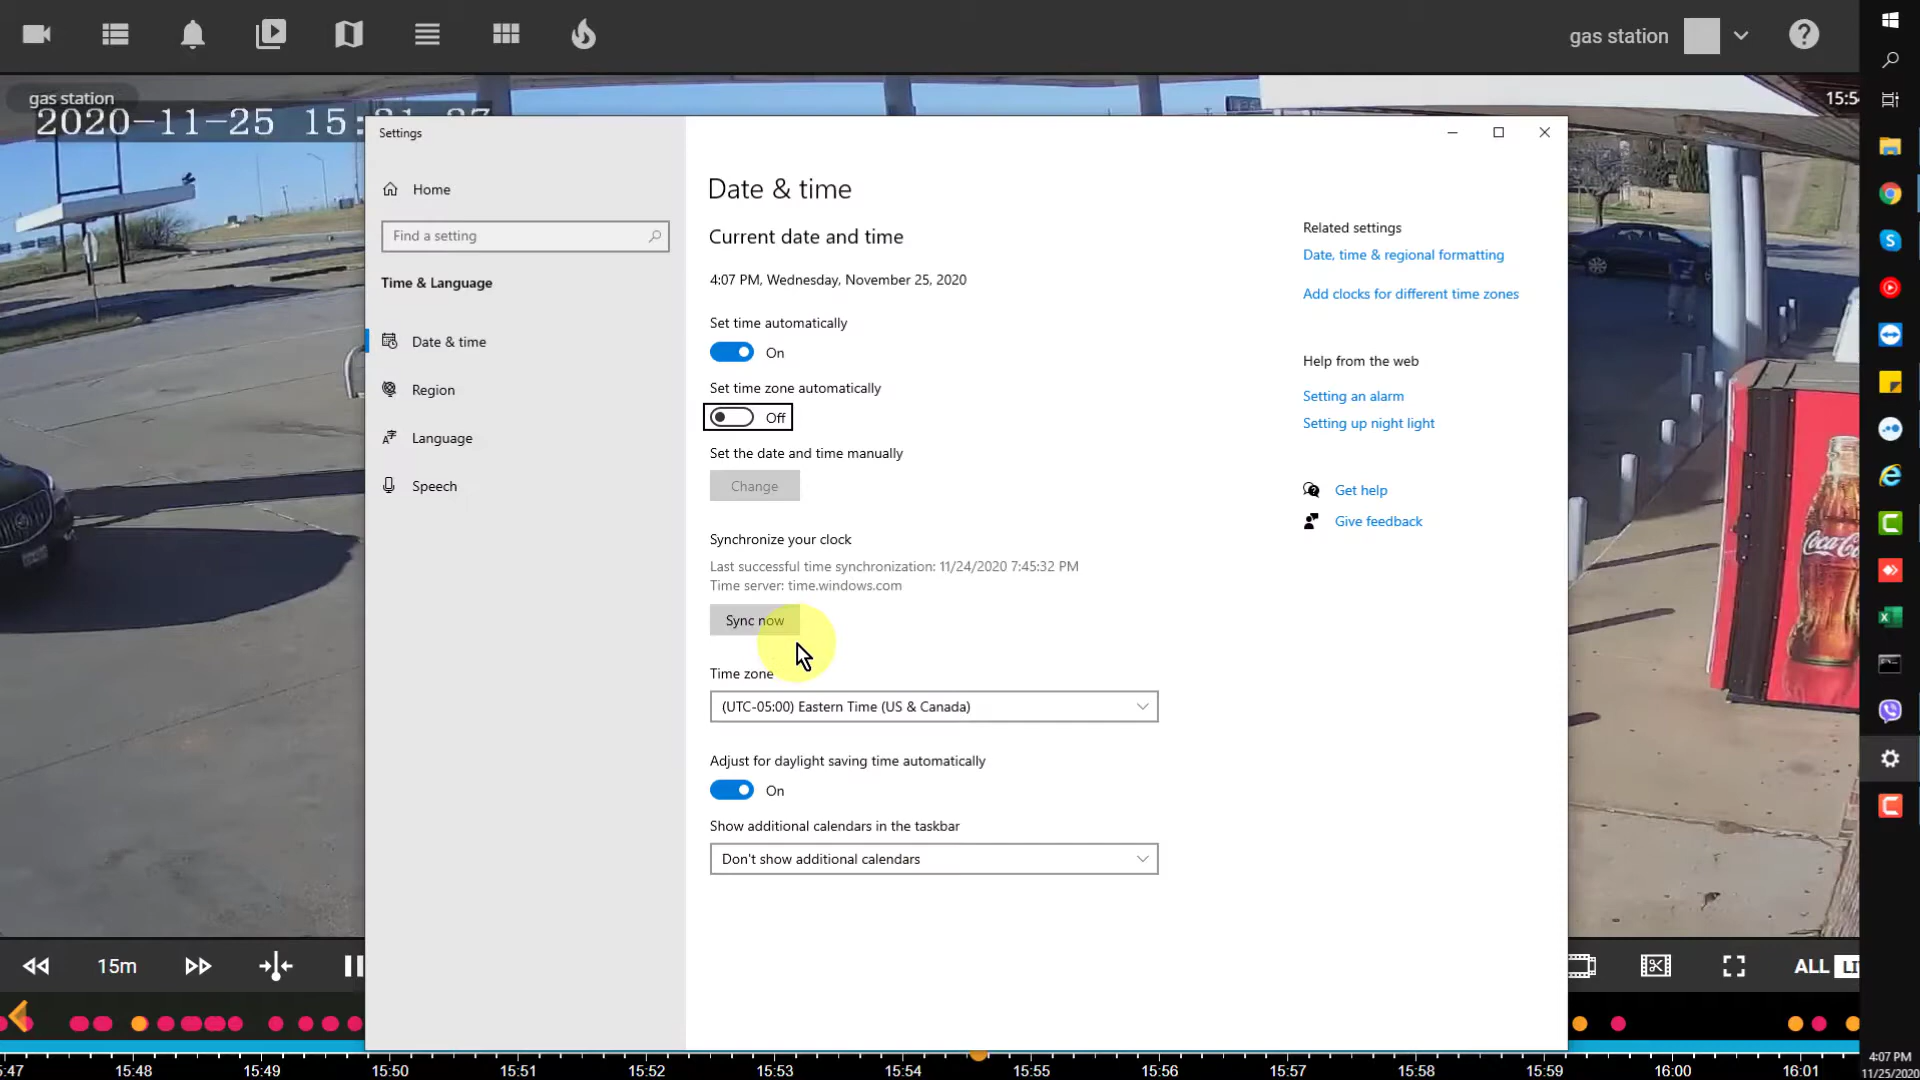 gas station
gas station
2020-11-25 15:
15:54
Settings
Home
Find a setting
Time & Language
Date & time
Region
Language
Speech
Date & time
Current date and time
4:07 PM, Wednesday, November 25, 2020
Set time automatically
On
Set time zone automatically
Off
Set the date and time manually
Change
Synchronize your clock
Last successful time synchronization: 11/24/2020 7:45:32 PM
Time server: time.windows.com
Sync now
Time zone
(UTC-05:00) Eastern Time (US & Canada)
Adjust for daylight saving time automatically
On
Show additional calendars in the taskbar
Don't show additional calendars
Related settings
Date, time & regional formatting
Add clocks for different time zones
Help from the web
Setting an alarm
Setting up night light
Get help
Give feedback
Coca-Co
15m
ALL LI
:47 15:48 15:49 15:50 15:51 15:52 15:53 15:54 15:55 15:56 15:57 15:58 15:59 16:00 16:01
4:07 PM
11/25/2020